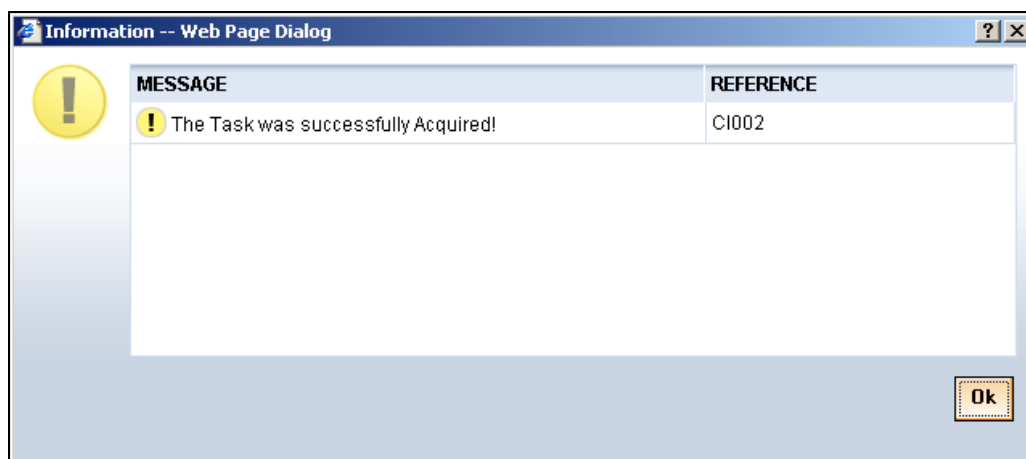 Information -- Web Page Dialog
MESSAGE REFERENCE
The Task was successfully Acquired! CI002
Ok